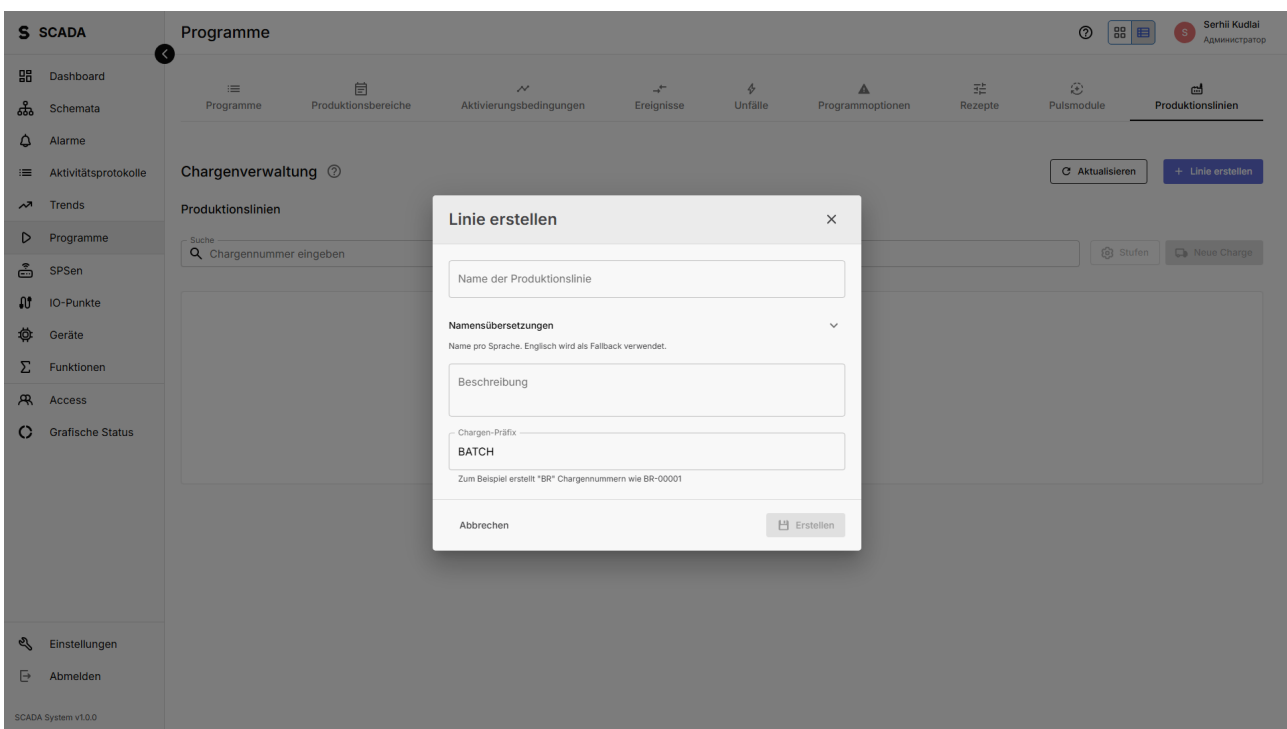 SCADA
Programme
Serhii Kudlai
S
Администратор
Dashboard
Schemata
Alarme
Aktivitätsprotokolle
Trends
Programme
SPSen
IO-Punkte
Geräte
Funktionen
Access
Grafische Status
Einstellungen
Abmelden
SCADA System v1.0.0
Programme
Produktionsbereiche
Aktivierungsbedingungen
Ereignisse
Unfälle
Programmoptionen
Rezepte
Pulsmodule
Produktionslinien
Chargenverwaltung
Aktualisieren
+ Linie erstellen
Produktionslinien
Suche
Chargennummer eingeben
Stufen
Neue Charge
Linie erstellen
Name der Produktionslinie
Namensübersetzungen
Name pro Sprache. Englisch wird als Fallback verwendet.
Beschreibung
Chargen-Präfix
BATCH
Zum Beispiel erstellt "BR" Chargennummern wie BR-00001
Abbrechen
Erstellen